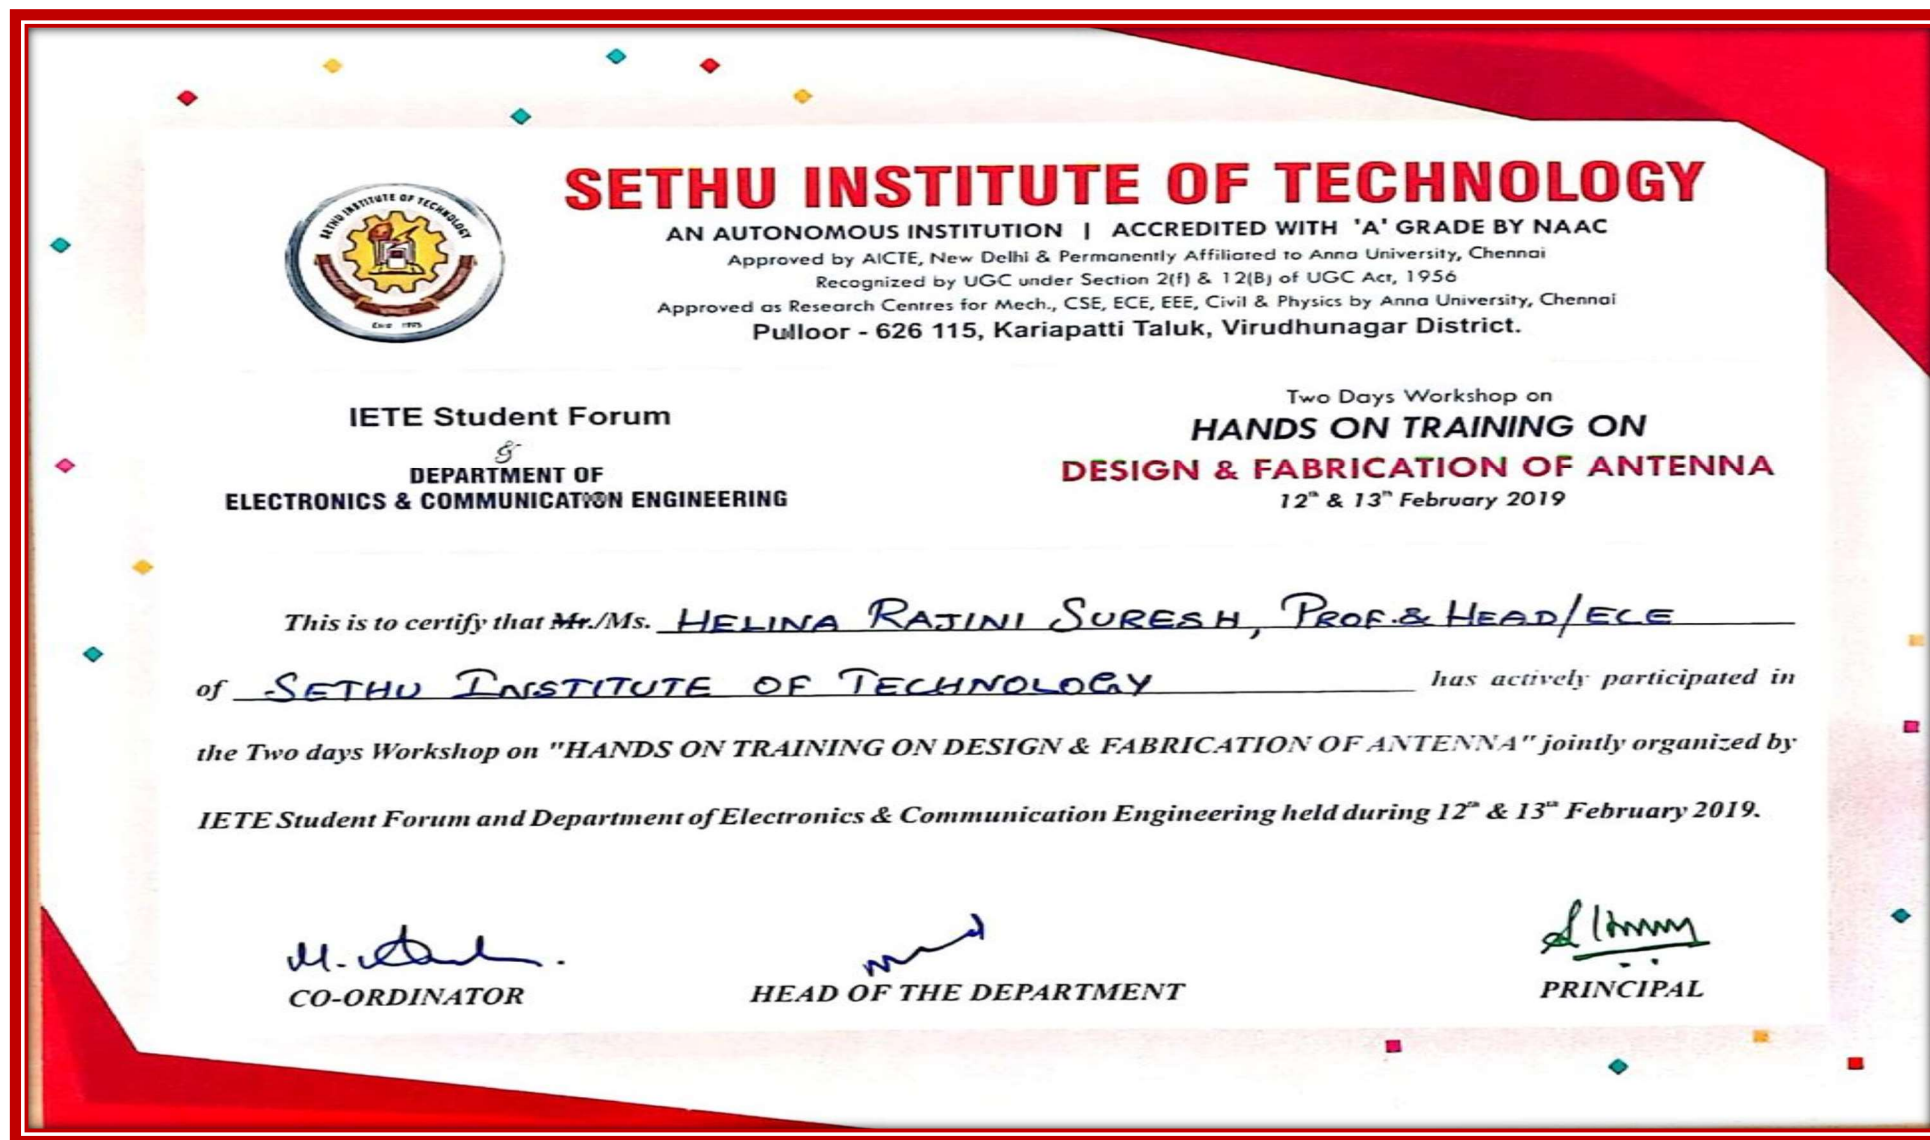 SETHU INSTITUTE OF TECHNOLOGY
AN AUTONOMOUS INSTITUTION | ACCREDITED WITH 'A' GRADE BY NAAC
Approved by AICTE, New Delhi & Permanently Affiliated to Anna University, Chennai
Recognized by UGC under Section 2(f) & 12(B) of UGC Act, 1956
Approved as Research Centres for Mech., CSE, ECE, EEE, Civil & Physics by Anna University, Chennai
Pulloor - 626 115, Kariapatti Taluk, Virudhunagar District.
SETHU INSTITUTE OF TECHNOLOGY
SERVICE
Estd 1995
IETE Student Forum
&
DEPARTMENT OF
ELECTRONICS & COMMUNICATION ENGINEERING
Two Days Workshop on
HANDS ON TRAINING ON
DESIGN & FABRICATION OF ANTENNA
12th & 13th February 2019
This is to certify that Mr./Ms. HELINA RAJINI SURESH, PROF. & HEAD/ECE
of SETHU INSTITUTE OF TECHNOLOGY has actively participated in
the Two days Workshop on "HANDS ON TRAINING ON DESIGN & FABRICATION OF ANTENNA" jointly organized by
IETE Student Forum and Department of Electronics & Communication Engineering held during 12th & 13th February 2019.
CO-ORDINATOR
HEAD OF THE DEPARTMENT
PRINCIPAL